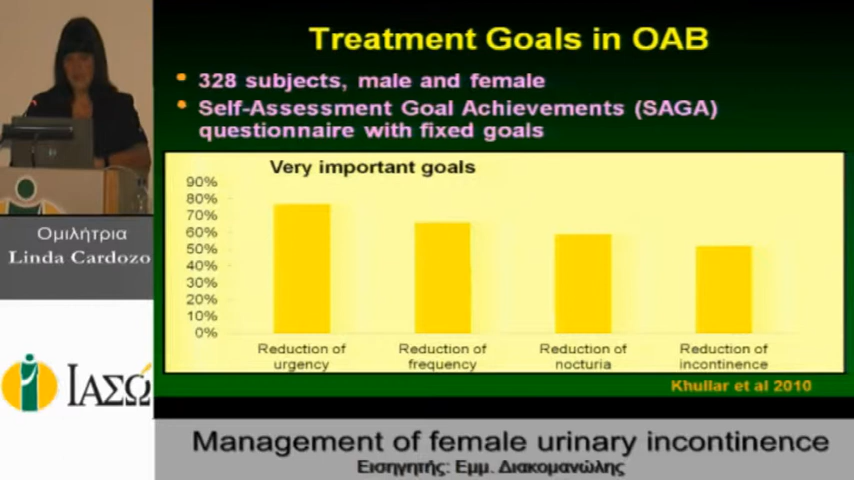 Treatment Goals in OAB
• 328 subjects, male and female
• Self-Assessment Goal Achievements (SAGA)
questionnaire with fixed goals
Very important goals
90%
80%
70%
60%
50%
40%
30%
20%
10%
0%
Reduction of
urgency
Reduction of
frequency
Reduction of
nocturia
Reduction of
incontinence
Khullar et al 2010
Ομιλήτρια
Linda Cardozo
ΙΑΣΩ
Management of female urinary incontinence
Εισηγητής: Εμμ. Διακομανώλης